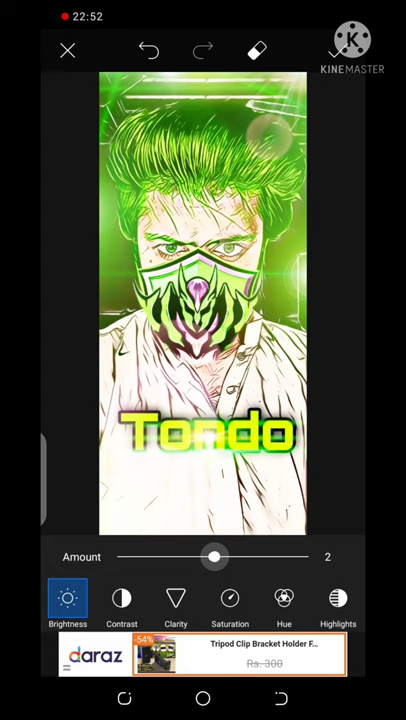 22:52
KINEMASTER
Tondo
Amount 2
Brightness Contrast Clarity Saturation Hue Highlights
daraz
-54%
Tripod Clip Bracket Holder F...
Rs. 300